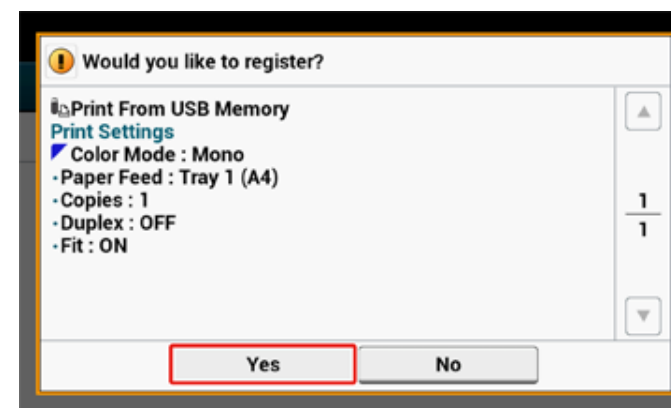 Would you like to register?
Print From USB Memory
Print Settings
Color Mode : Mono
·Paper Feed : Tray 1 (A4)
·Copies : 1
·Duplex : OFF
·Fit : ON
1
1
Yes
No